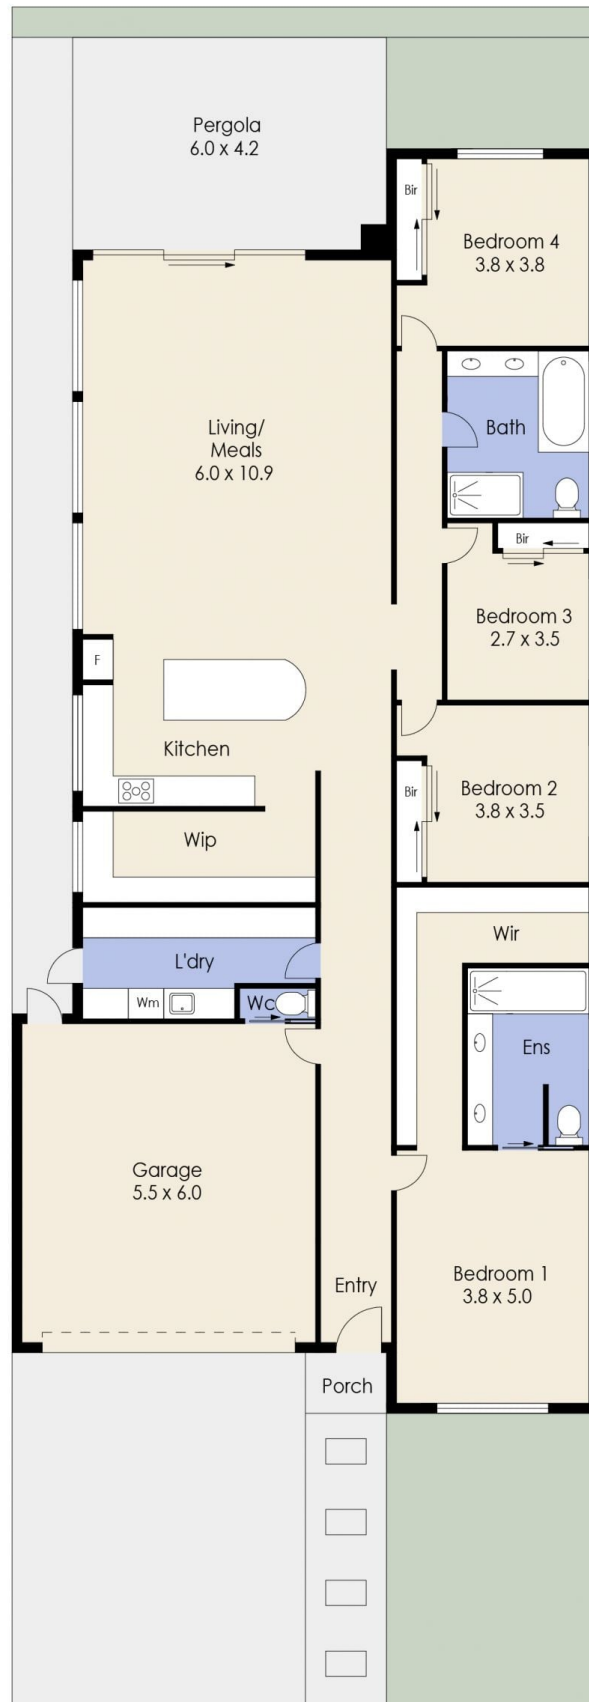 Pergola
6.0 x 4.2
Bir
Bedroom 4
3.8 x 3.8
Living/
Meals
6.0 x 10.9
Bath
Bir
Bedroom 3
2.7 x 3.5
F
Kitchen
Bir
Bedroom 2
3.8 x 3.5
Wip
Wir
L'dry
Wm
Wc
Ens
Garage
5.5 x 6.0
Entry
Bedroom 1
3.8 x 5.0
Porch